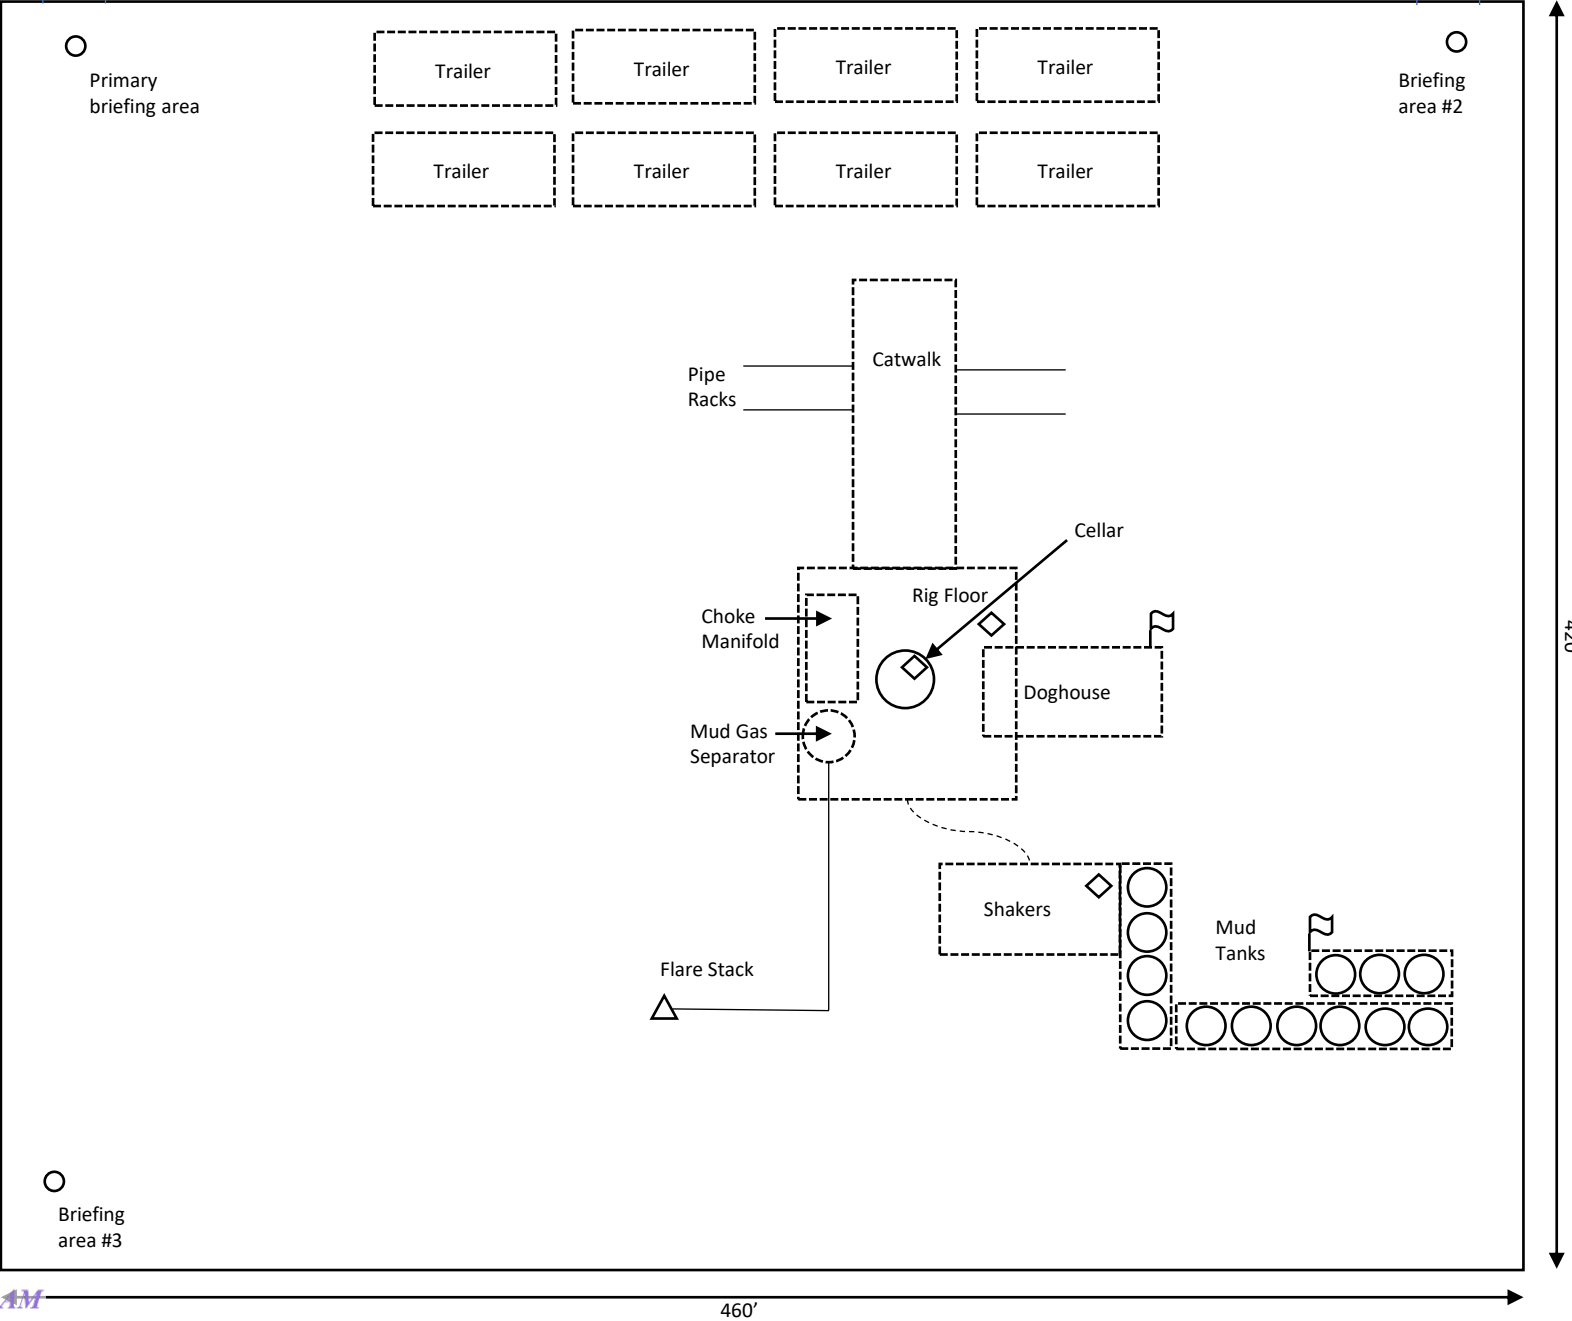 Primary
briefing area
Trailer
Trailer
Trailer
Trailer
Briefing
area #2
Trailer
Trailer
Trailer
Trailer
Catwalk
Pipe
Racks
Cellar
Rig Floor
Choke
Manifold
Doghouse
Mud Gas
Separator
Shakers
Mud
Tanks
Flare Stack
Briefing
area #3
AM
460’